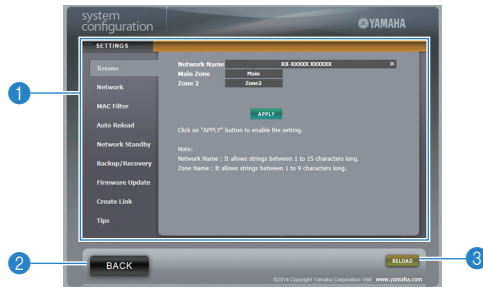 system
configuration
YAMAHA
SETTINGS
Rename
Network
MAC Filter
Auto Reload
Network Standby
Backup/Recovery
Firmware Update
Create Link
Tips
Network Name RX-XXXXX XXXXXX ×
Main Zone Main
Zone 2 Zone2
APPLY
Click on "APPLY" button to enable the setting.
Note:
Network Name : It allows strings between 1 to 15 characters long.
Zone Name : It allows strings between 1 to 9 characters long.
1
2
BACK
RELOAD
3
©2014 Copyright Yamaha Corporation Visit www.yamaha.com